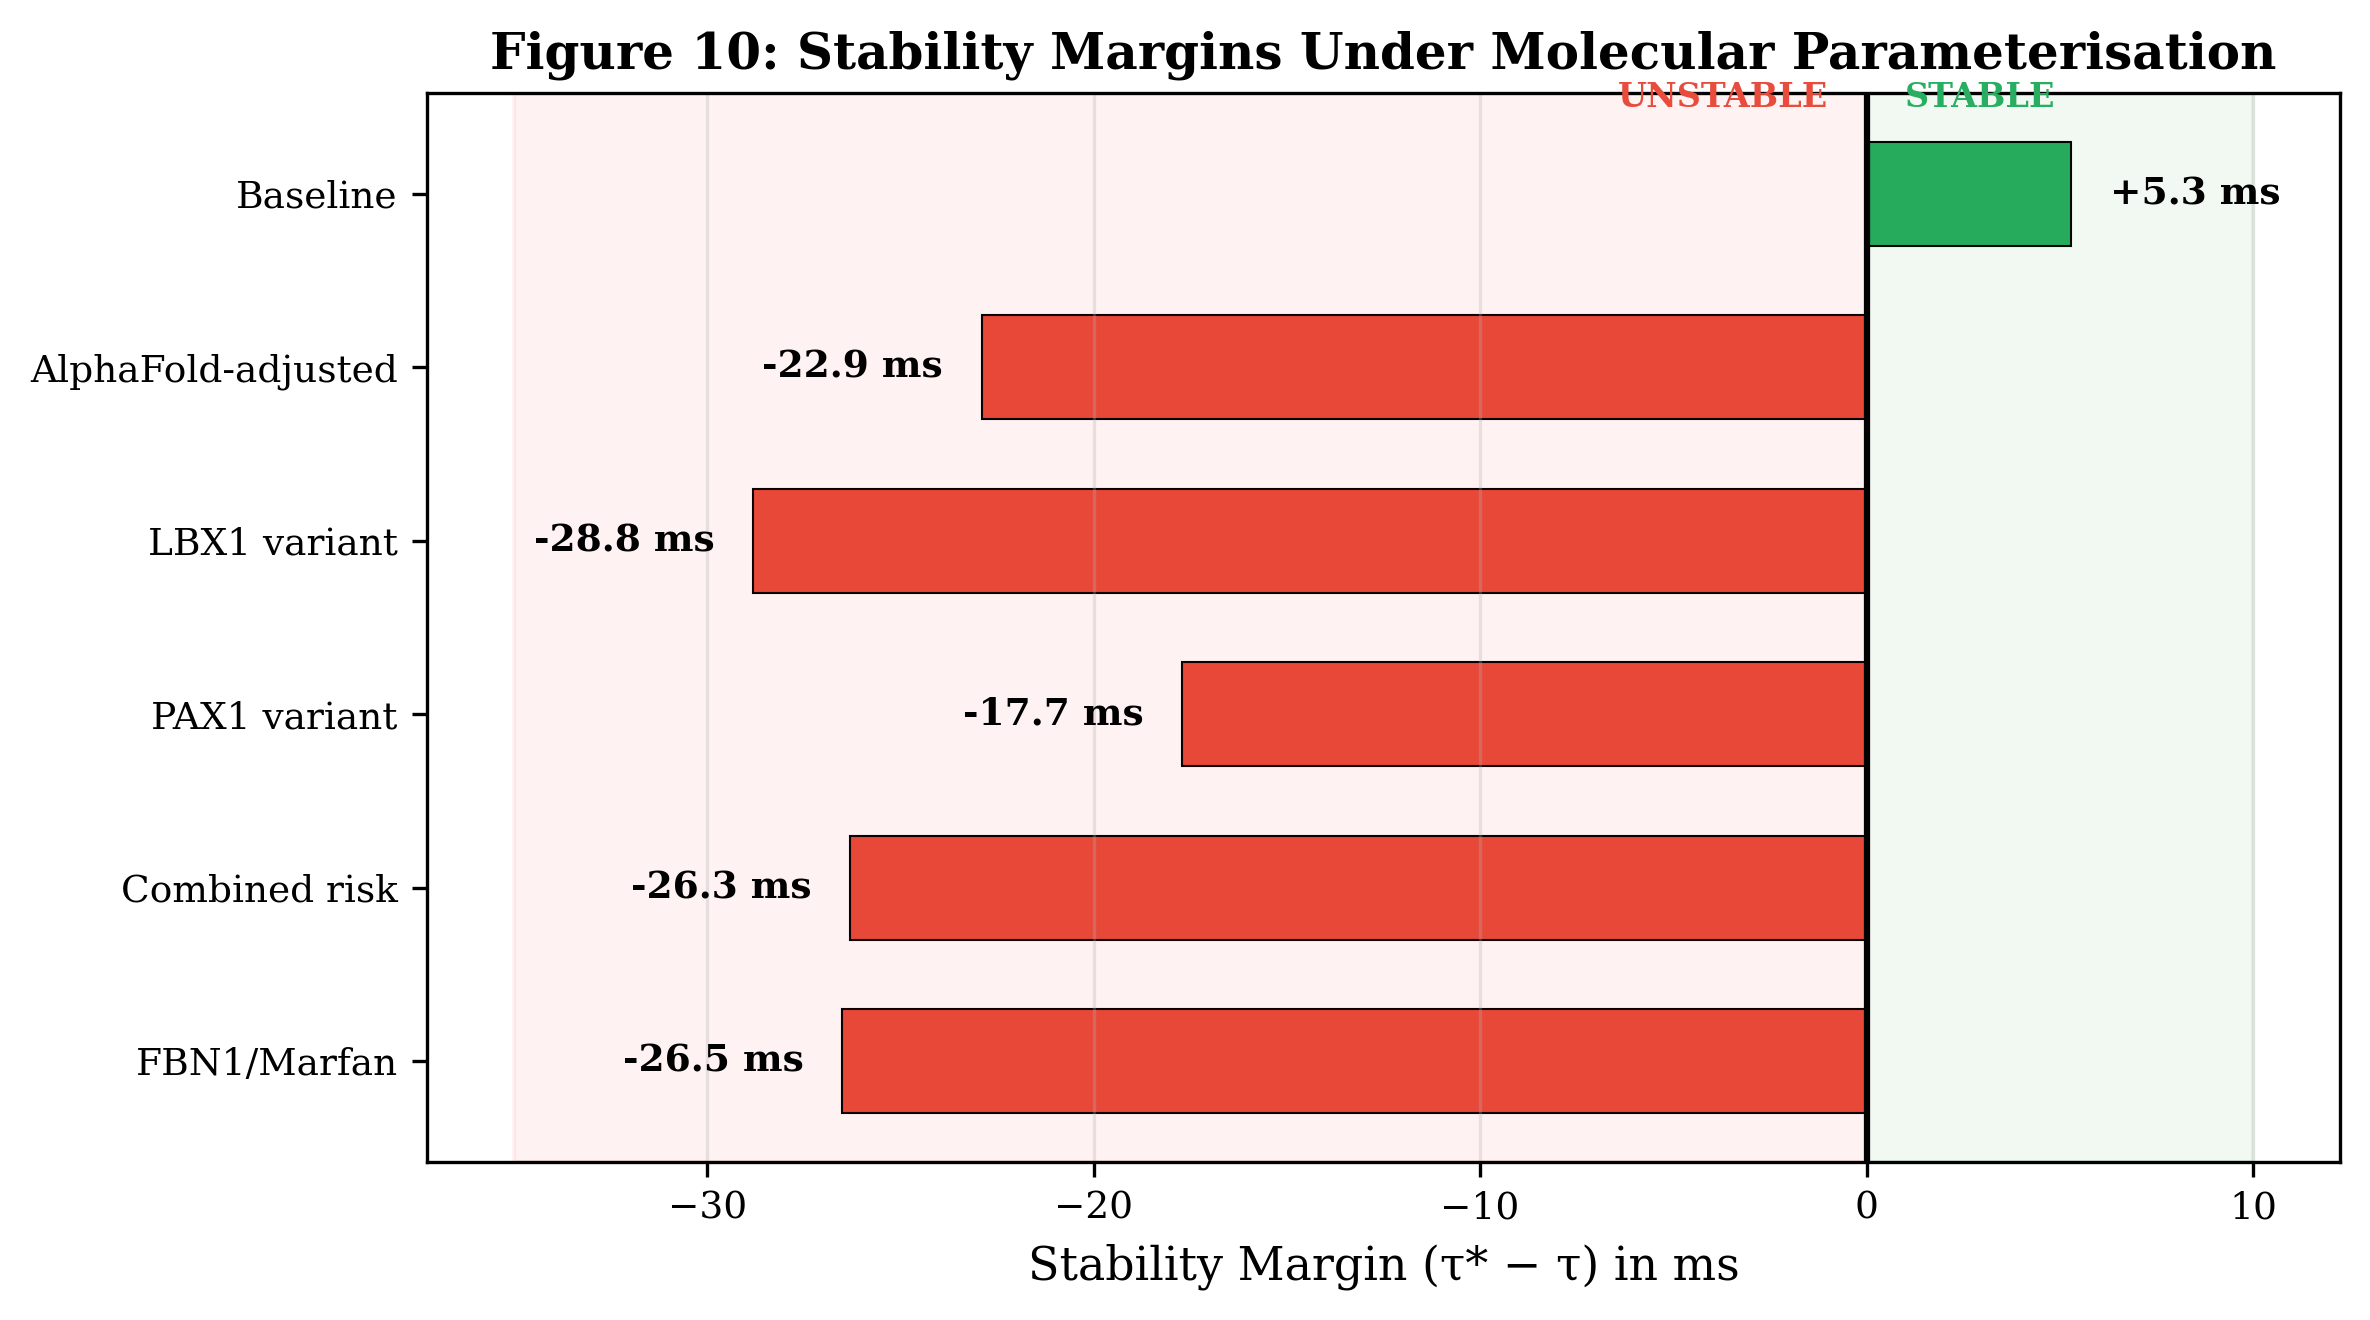 Figure 10: Stability Margins Under Molecular Parameterisation
UNSTABLE STABLE
Baseline +5.3 ms
AlphaFold-adjusted -22.9 ms
LBX1 variant -28.8 ms
PAX1 variant -17.7 ms
Combined risk -26.3 ms
FBN1/Marfan -26.5 ms
−30 −20 −10 0 10
Stability Margin (τ* − τ) in ms